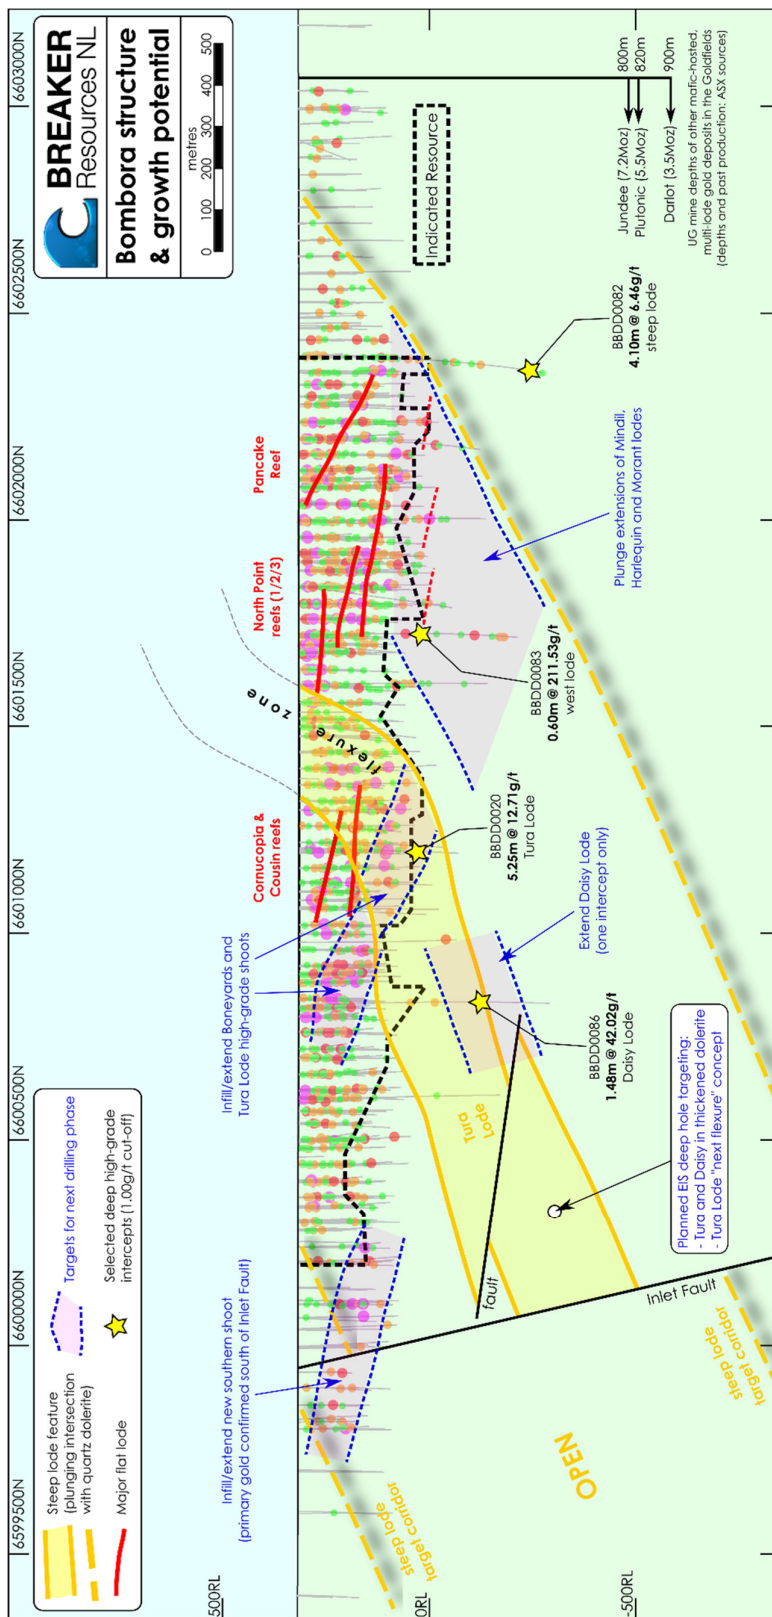 6599500N
6600000N
6600500N
6601000N
6601500N
6602000N
6602500N
6603000N
BREAKER
Resources NL
Bombora structure
& growth potential
0
100
200
300
400
500
metres
Steep lode feature
(plunging intersection
with quartz dolerite)
Major flat lode
Targets for next drilling phase
Selected deep high-grade
intercepts (1.00g/t cut-off)
Infill/extend new southern shoot
(primary gold confirmed south of Inlet Fault)
Infill/extend Boneyards and
Tura Lode high-grade shoots
Cornucopia &
Cousin reefs
North Point
reefs (1/2/3)
Pancake
Reef
flexure
zone
Indicated Resource
500RL
0RL
-500RL
steep lode
target corridor
OPEN
fault
Inlet Fault
steep lode
target corridor
Tura
Lode
Planned EIS deep hole targeting:
- Tura and Daisy in thickened dolerite
- Tura Lode "next flexure" concept
BBDD0086
1.48m @ 42.02g/t
Daisy Lode
Extend Daisy Lode
(one intercept only)
BBDD0020
5.25m @ 12.71g/t
Tura Lode
BBDD0083
0.60m @ 211.53g/t
west lode
Plunge extensions of Mindil,
Harlequin and Morant lodes
BBDD0082
4.10m @ 6.46g/t
steep lode
Jundee (7.2Moz)
800m
Plutonic (5.5Moz)
820m
Darlot (3.5Moz)
900m
UG mine depths of other mafic-hosted,
multi-lode gold deposits in the Goldfields
(depths and past production: ASX sources)